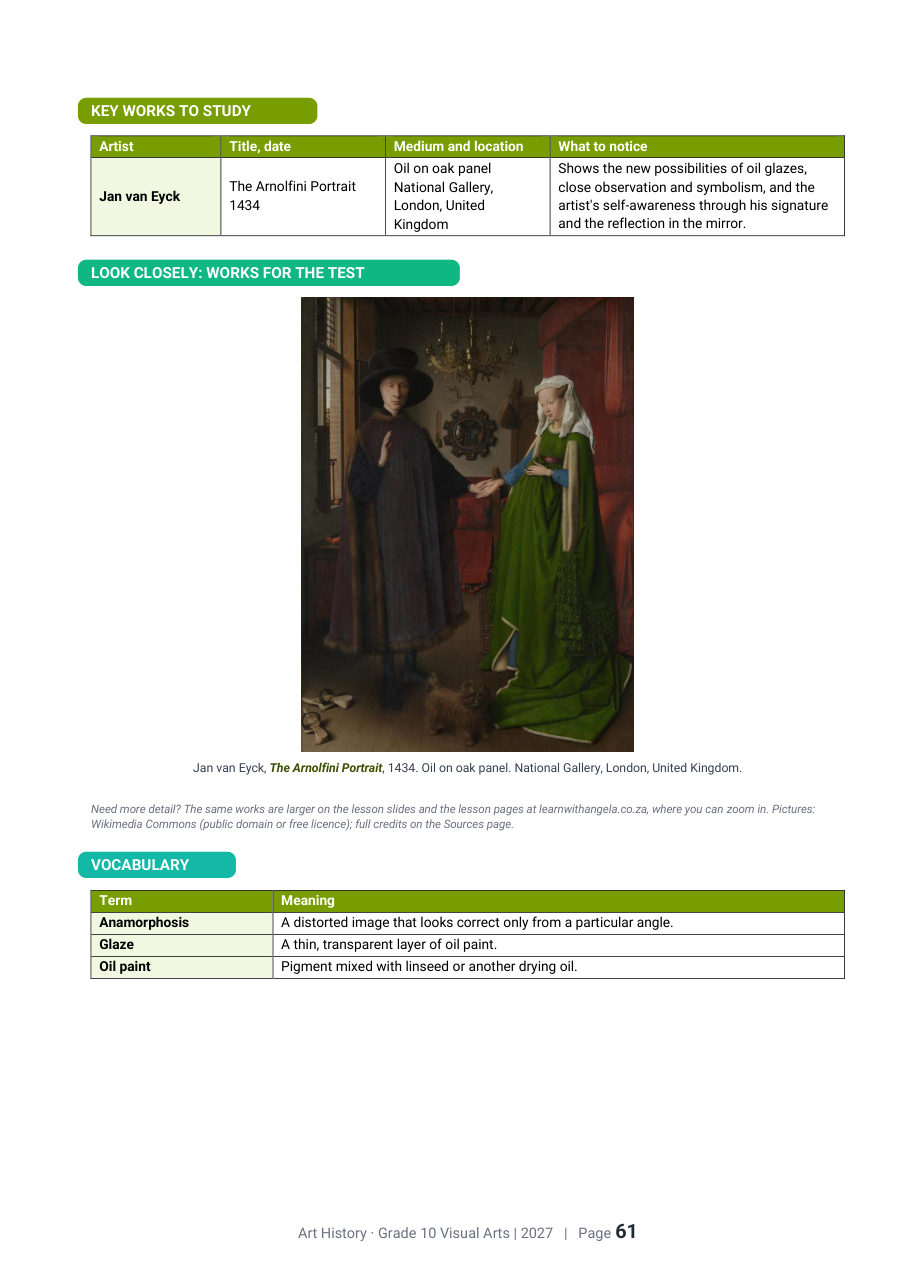 KEY WORKS TO STUDY
Artist
Title, date
Medium and location
What to notice
Jan van Eyck
The Arnolfini Portrait
1434
Oil on oak panel
National Gallery,
London, United
Kingdom
Shows the new possibilities of oil glazes,
close observation and symbolism, and the
artist's self-awareness through his signature
and the reflection in the mirror.
LOOK CLOSELY: WORKS FOR THE TEST
Jan van Eyck, The Arnolfini Portrait, 1434. Oil on oak panel. National Gallery, London, United Kingdom.
Need more detail? The same works are larger on the lesson slides and the lesson pages at learnwithangela.co.za, where you can zoom in. Pictures:
Wikimedia Commons (public domain or free licence); full credits on the Sources page.
VOCABULARY
Term
Meaning
Anamorphosis
A distorted image that looks correct only from a particular angle.
Glaze
A thin, transparent layer of oil paint.
Oil paint
Pigment mixed with linseed or another drying oil.
Art History · Grade 10 Visual Arts | 2027 | Page 61